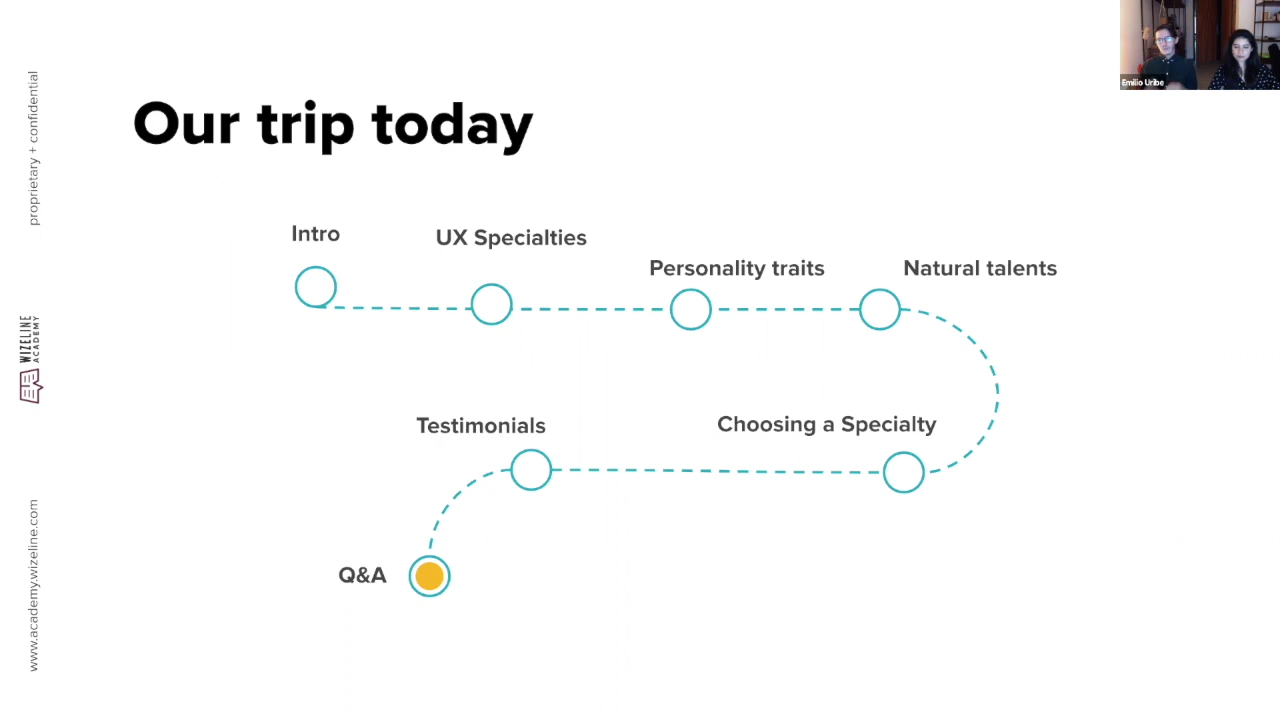 Our trip today
Intro
UX Specialties
Personality traits
Natural talents
Testimonials
Choosing a Specialty
Q&A
proprietary + confidential
WIZELINE
ACADEMY
www.academy.wizeline.com
Emilio Uribe